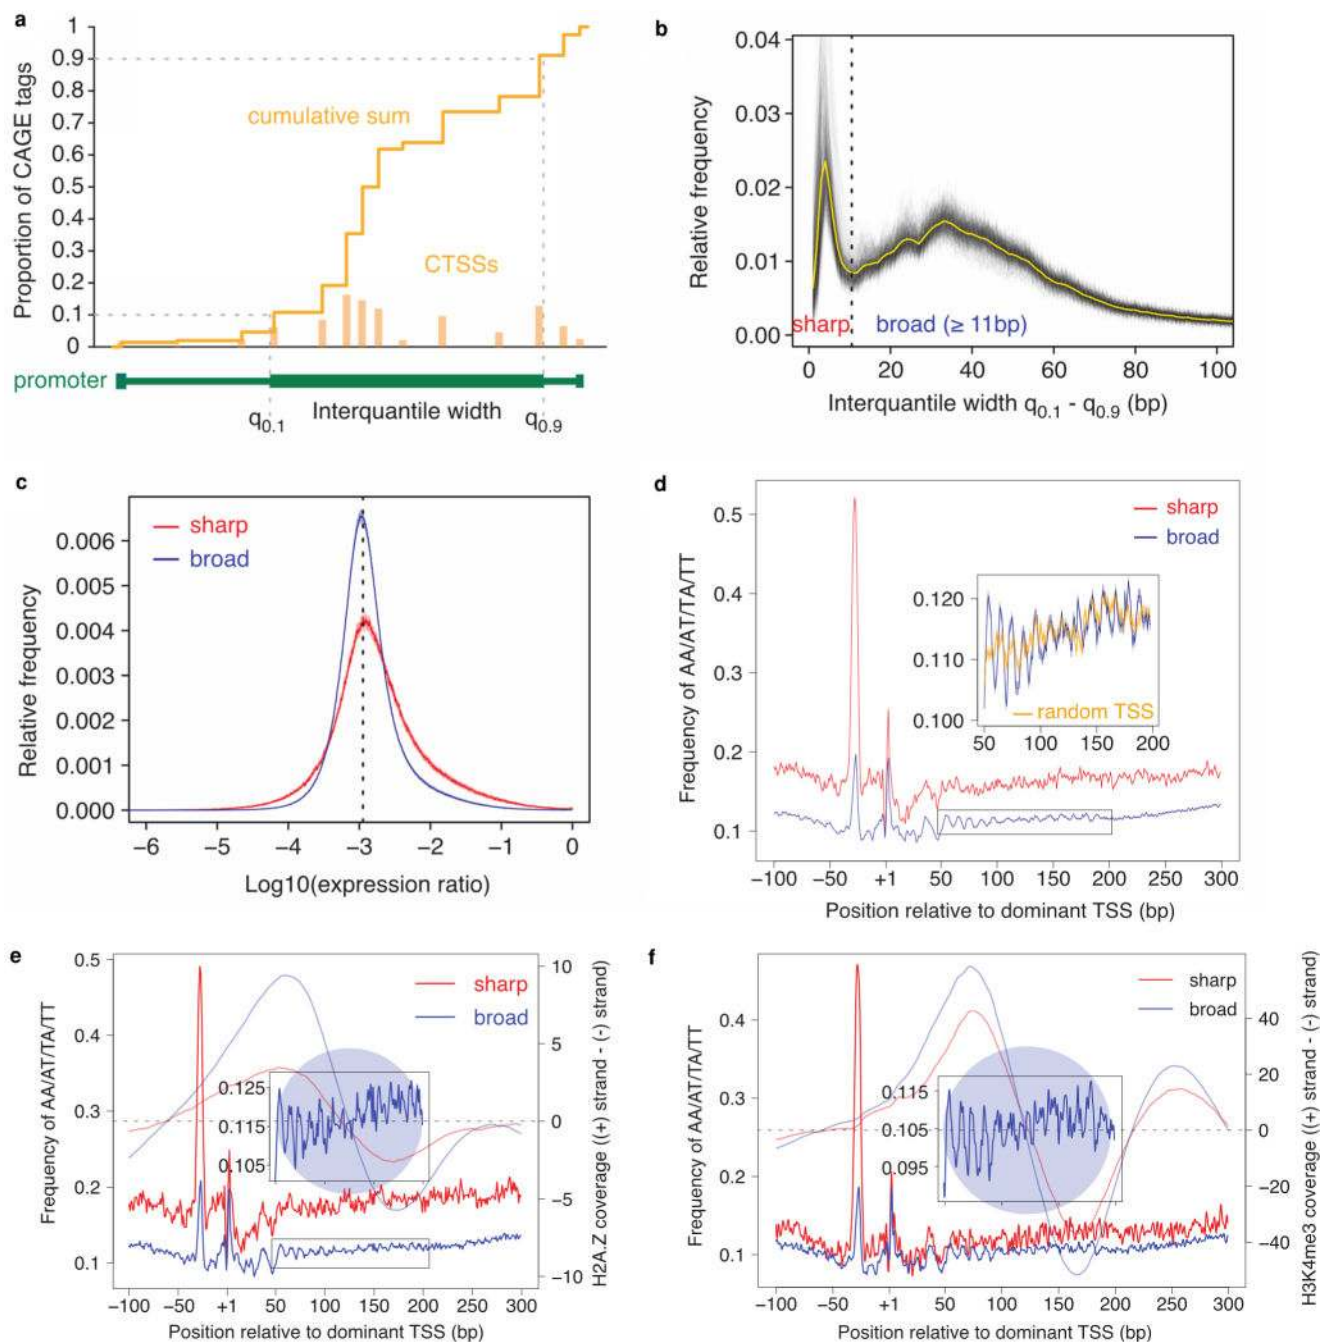 a
1
0.9
0.8
0.7
0.6
0.5
0.4
0.3
0.2
0.1
0
Proportion of CAGE tags
cumulative sum
CTSSs
promoter
Interquantile width
q0.1
q0.9
b
0.04
0.03
0.02
0.01
0.00
Relative frequency
sharp
broad (≥ 11bp)
0 20 40 60 80 100
Interquantile width q0.1 - q0.9 (bp)
c
sharp
broad
0.006
0.005
0.004
0.003
0.002
0.001
0.000
Relative frequency
−6 −5 −4 −3 −2 −1 0
Log10(expression ratio)
d
sharp
broad
0.5
0.4
0.3
0.2
0.1
Frequency of AA/AT/TA/TT
0.120
0.110
0.100
random TSS
50 100 150 200
−100 −50 +1 50 100 150 200 250 300
Position relative to dominant TSS (bp)
e
sharp
broad
0.5
0.4
0.3
0.2
0.1
Frequency of AA/AT/TA/TT
0.125
0.115
0.105
10
5
0
−5
−10
H2A.Z coverage ((+) strand - (-) strand)
-100 -50 +1 50 100 150 200 250 300
Position relative to dominant TSS (bp)
f
sharp
broad
0.4
0.3
0.2
0.1
Frequency of AA/AT/TA/TT
0.115
0.105
0.095
40
20
0
−20
−40
H3K4me3 coverage ((+) strand - (-) strand)
−100 −50 +1 50 100 150 200 250 300
Position relative to dominant TSS (bp)